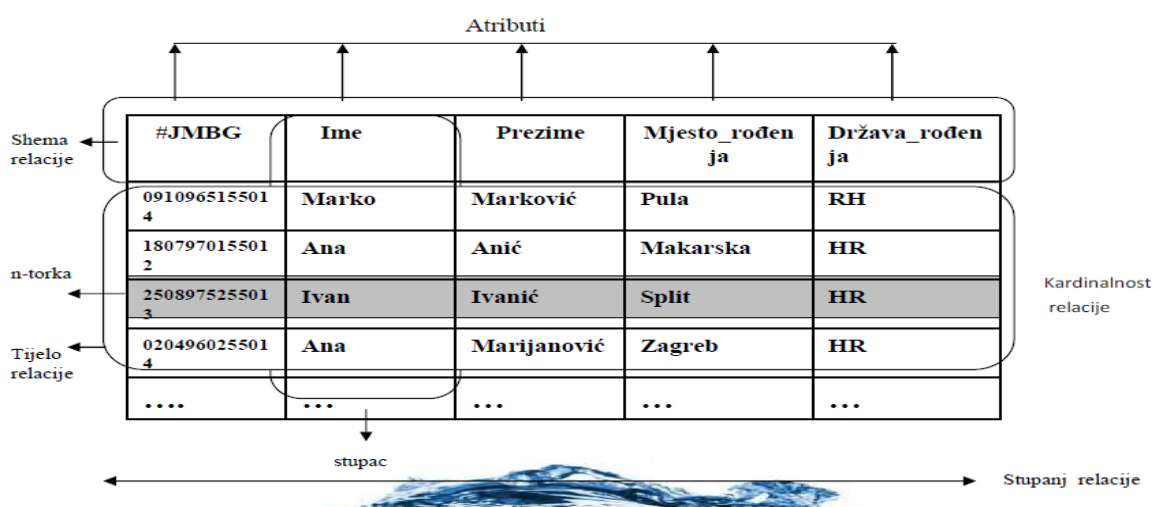 Atributi
Shema
relacije
#JMBG Ime Prezime Mjesto_rođen Država_rođen
ja ja
091096515501 Marko Marković Pula RH
4
180797015501 Ana Anić Makarska HR
2
n-torka
250897525501 Ivan Ivanić Split HR
3
Kardinalnost
relacije
020496025501 Ana Marijanović Zagreb HR
4
Tijelo
relacije
.... ... ... ... ...
stupac
Stupanj relacije